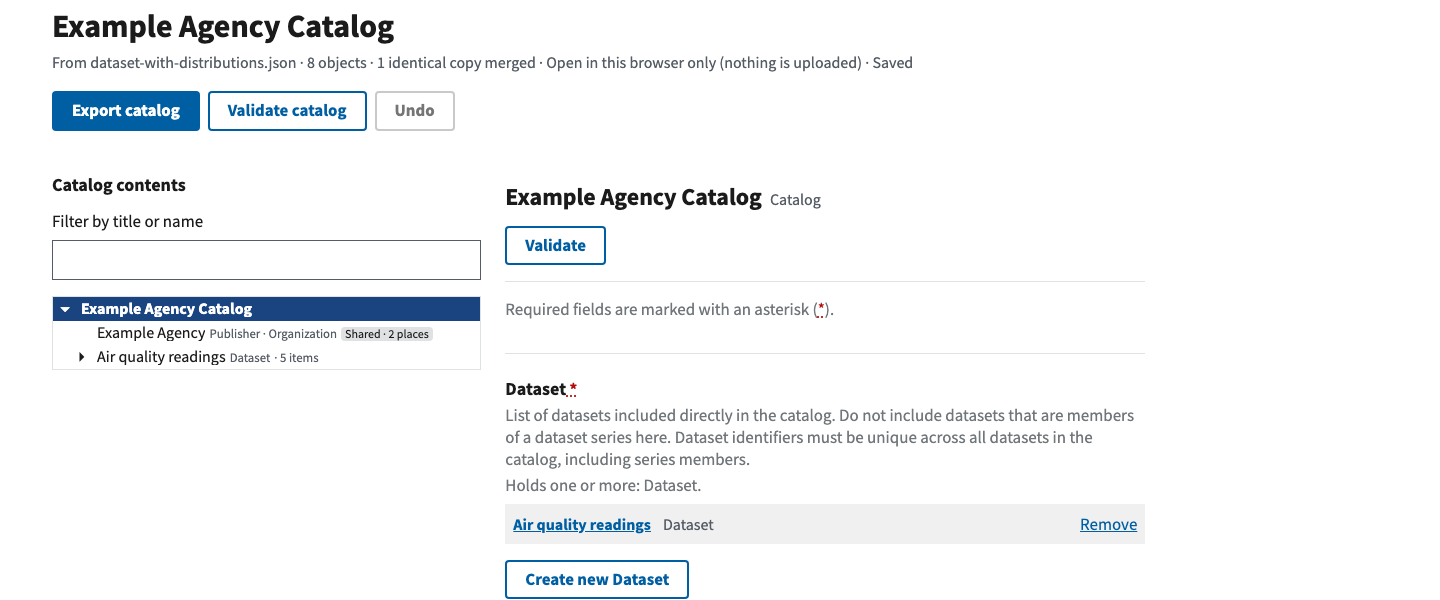 Example Agency Catalog
From dataset-with-distributions.json · 8 objects · 1 identical copy merged · Open in this browser only (nothing is uploaded) · Saved
Export catalog
Validate catalog
Undo
Catalog contents
Filter by title or name
Example Agency Catalog
Example Agency Publisher · Organization Shared · 2 places
Air quality readings Dataset · 5 items
Example Agency Catalog Catalog
Validate
Required fields are marked with an asterisk (*).
Dataset *
List of datasets included directly in the catalog. Do not include datasets that are members
of a dataset series here. Dataset identifiers must be unique across all datasets in the
catalog, including series members.
Holds one or more: Dataset.
Air quality readings Dataset Remove
Create new Dataset